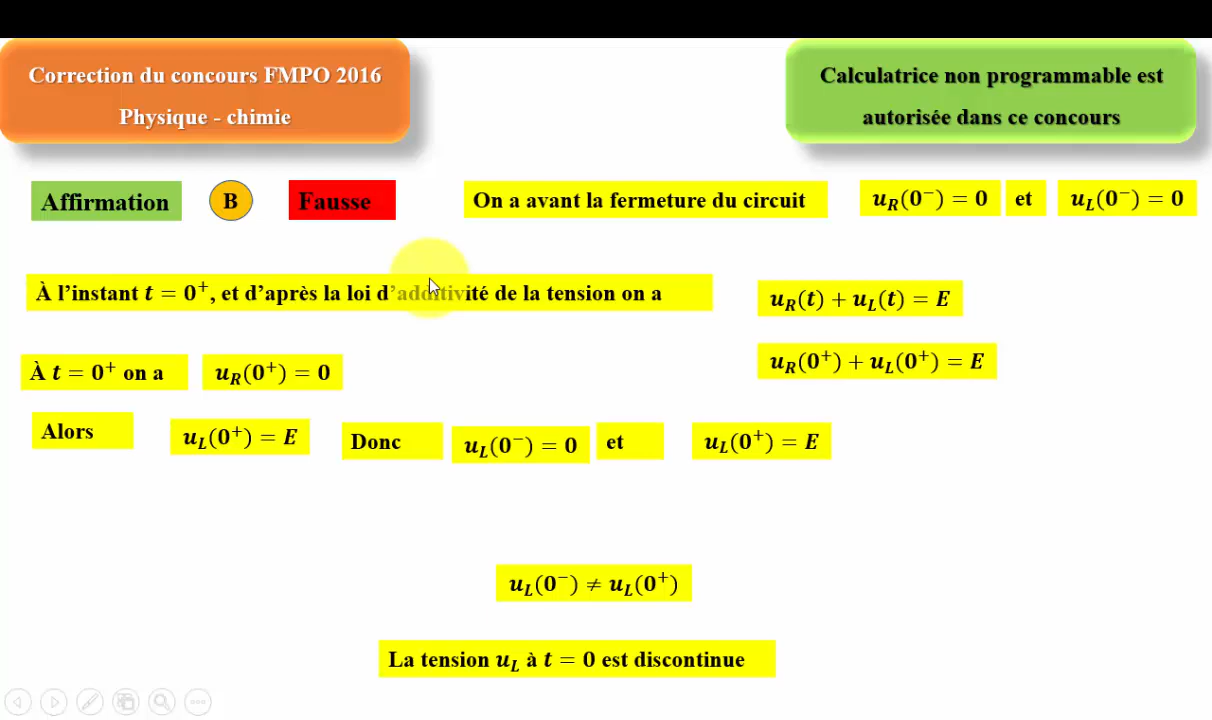 Correction du concours FMPO 2016
Physique - chimie
Calculatrice non programmable est
autorisée dans ce concours
Affirmation B Fausse On a avant la fermeture du circuit u_R(0⁻) = 0 et u_L(0⁻) = 0
À l'instant t = 0⁺, et d'après la loi d'additivité de la tension on a u_R(t) + u_L(t) = E
u_R(0⁺) + u_L(0⁺) = E
À t = 0⁺ on a u_R(0⁺) = 0
Alors u_L(0⁺) = E Donc u_L(0⁻) = 0 et u_L(0⁺) = E
u_L(0⁻) ≠ u_L(0⁺)
La tension u_L à t = 0 est discontinue